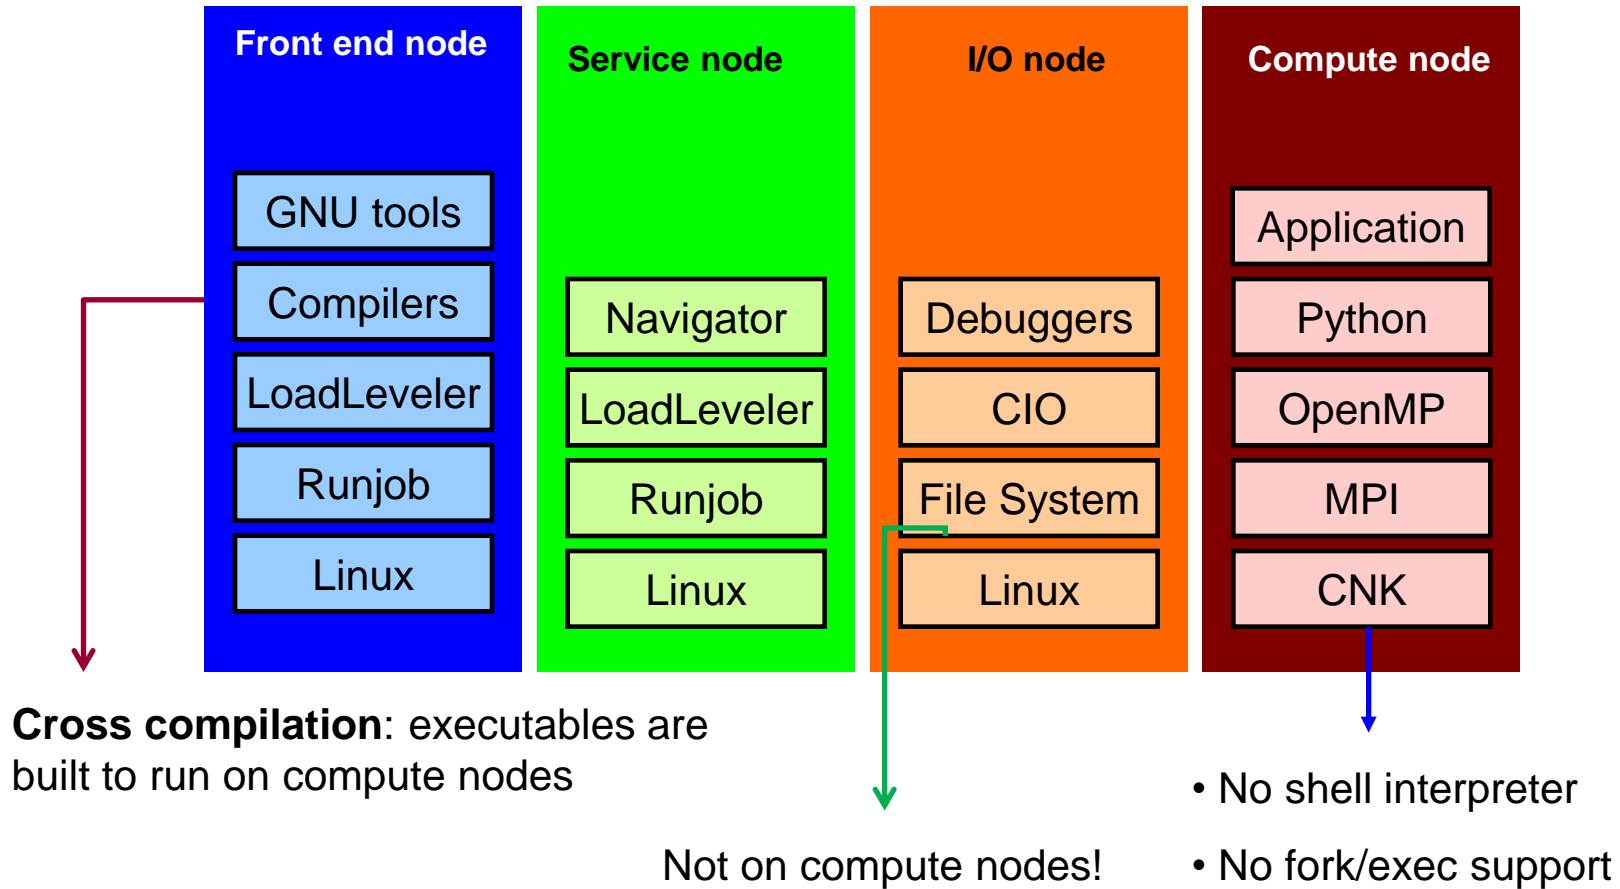 Front end node
GNU tools
Compilers
LoadLeveler
Runjob
Linux
Service node
Navigator
LoadLeveler
Runjob
Linux
I/O node
Debuggers
CIO
File System
Linux
Compute node
Application
Python
OpenMP
MPI
CNK
Cross compilation: executables are
built to run on compute nodes
Not on compute nodes!
• No shell interpreter
• No fork/exec support